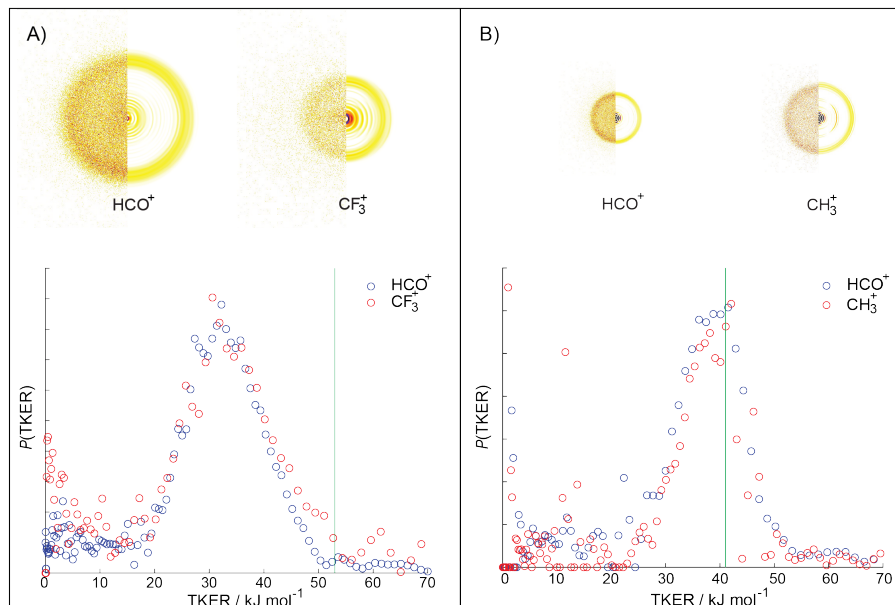 A)
HCO+
CF3+
HCO+
CF3+
P(TKER)
0 10 20 30 40 50 60 70
TKER / kJ mol-1
B)
HCO+
CH3+
HCO+
CH3+
P(TKER)
0 10 20 30 40 50 60 70
TKER / kJ mol-1